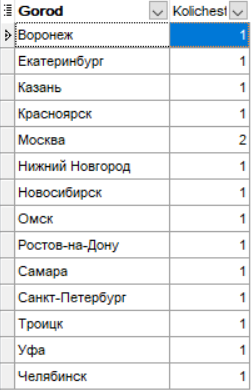 Gorod Kolichest
Воронеж 1
Екатеринбург 1
Казань 1
Красноярск 1
Москва 2
Нижний Новгород 1
Новосибирск 1
Омск 1
Ростов-на-Дону 1
Самара 1
Санкт-Петербург 1
Троицк 1
Уфа 1
Челябинск 1